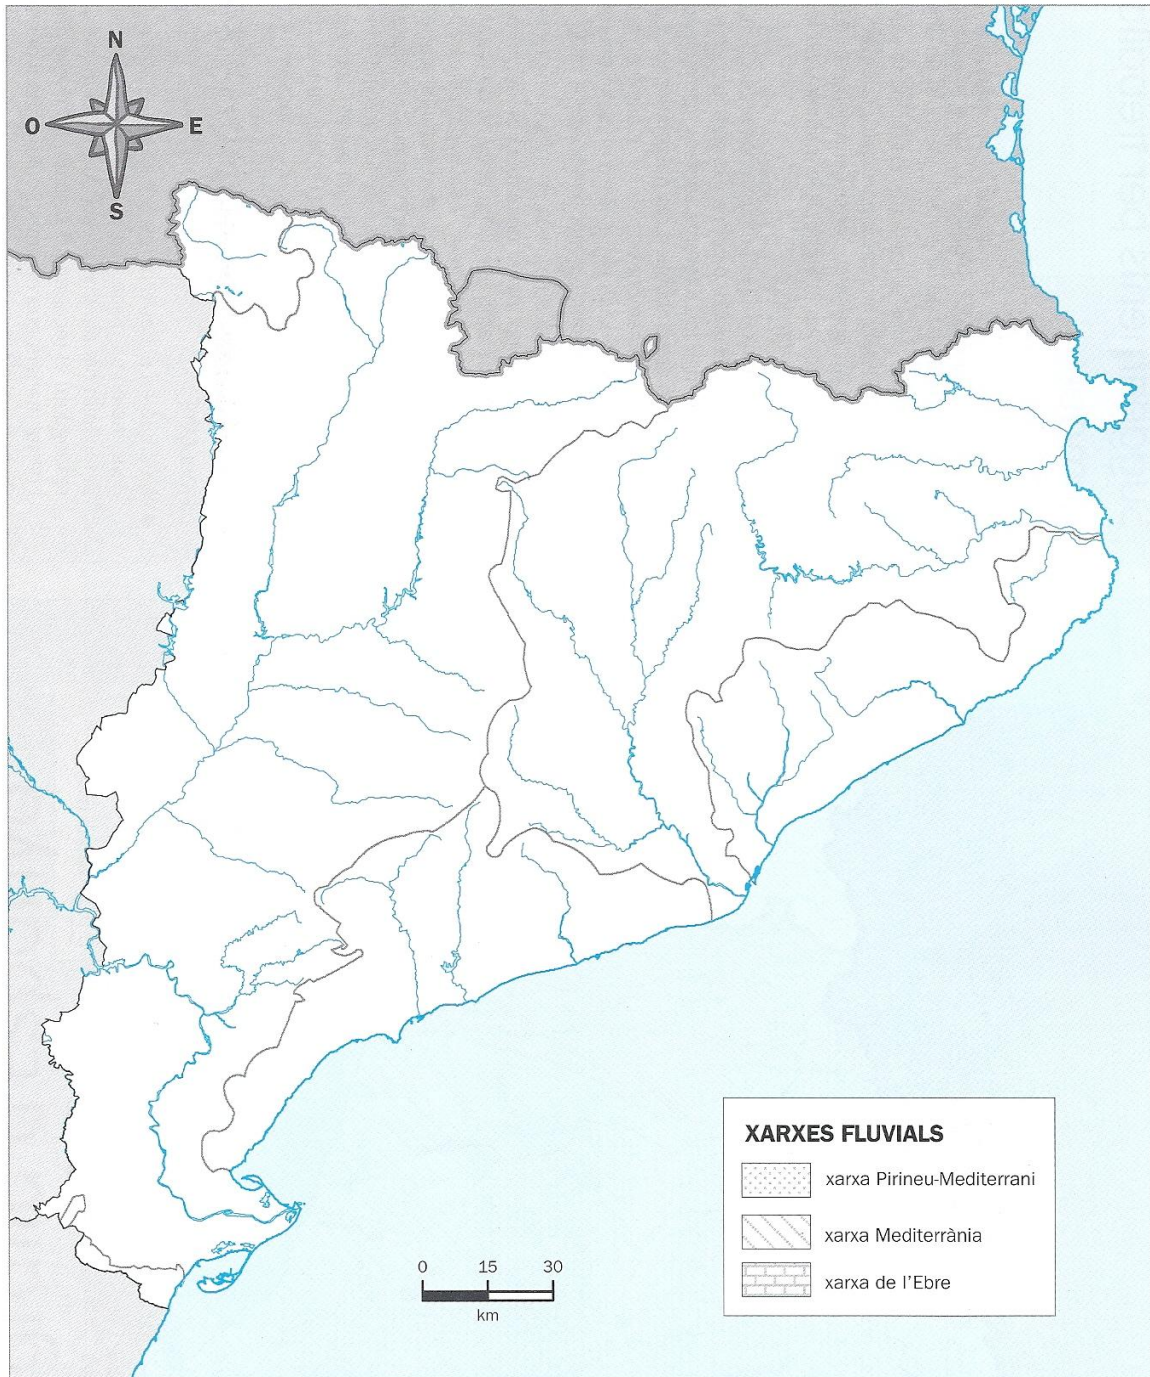 N
O
E
S
XARXES FLUVIALS
xarxa Pirineu-Mediterrani
xarxa Mediterrània
xarxa de l'Ebre
0 15 30
km